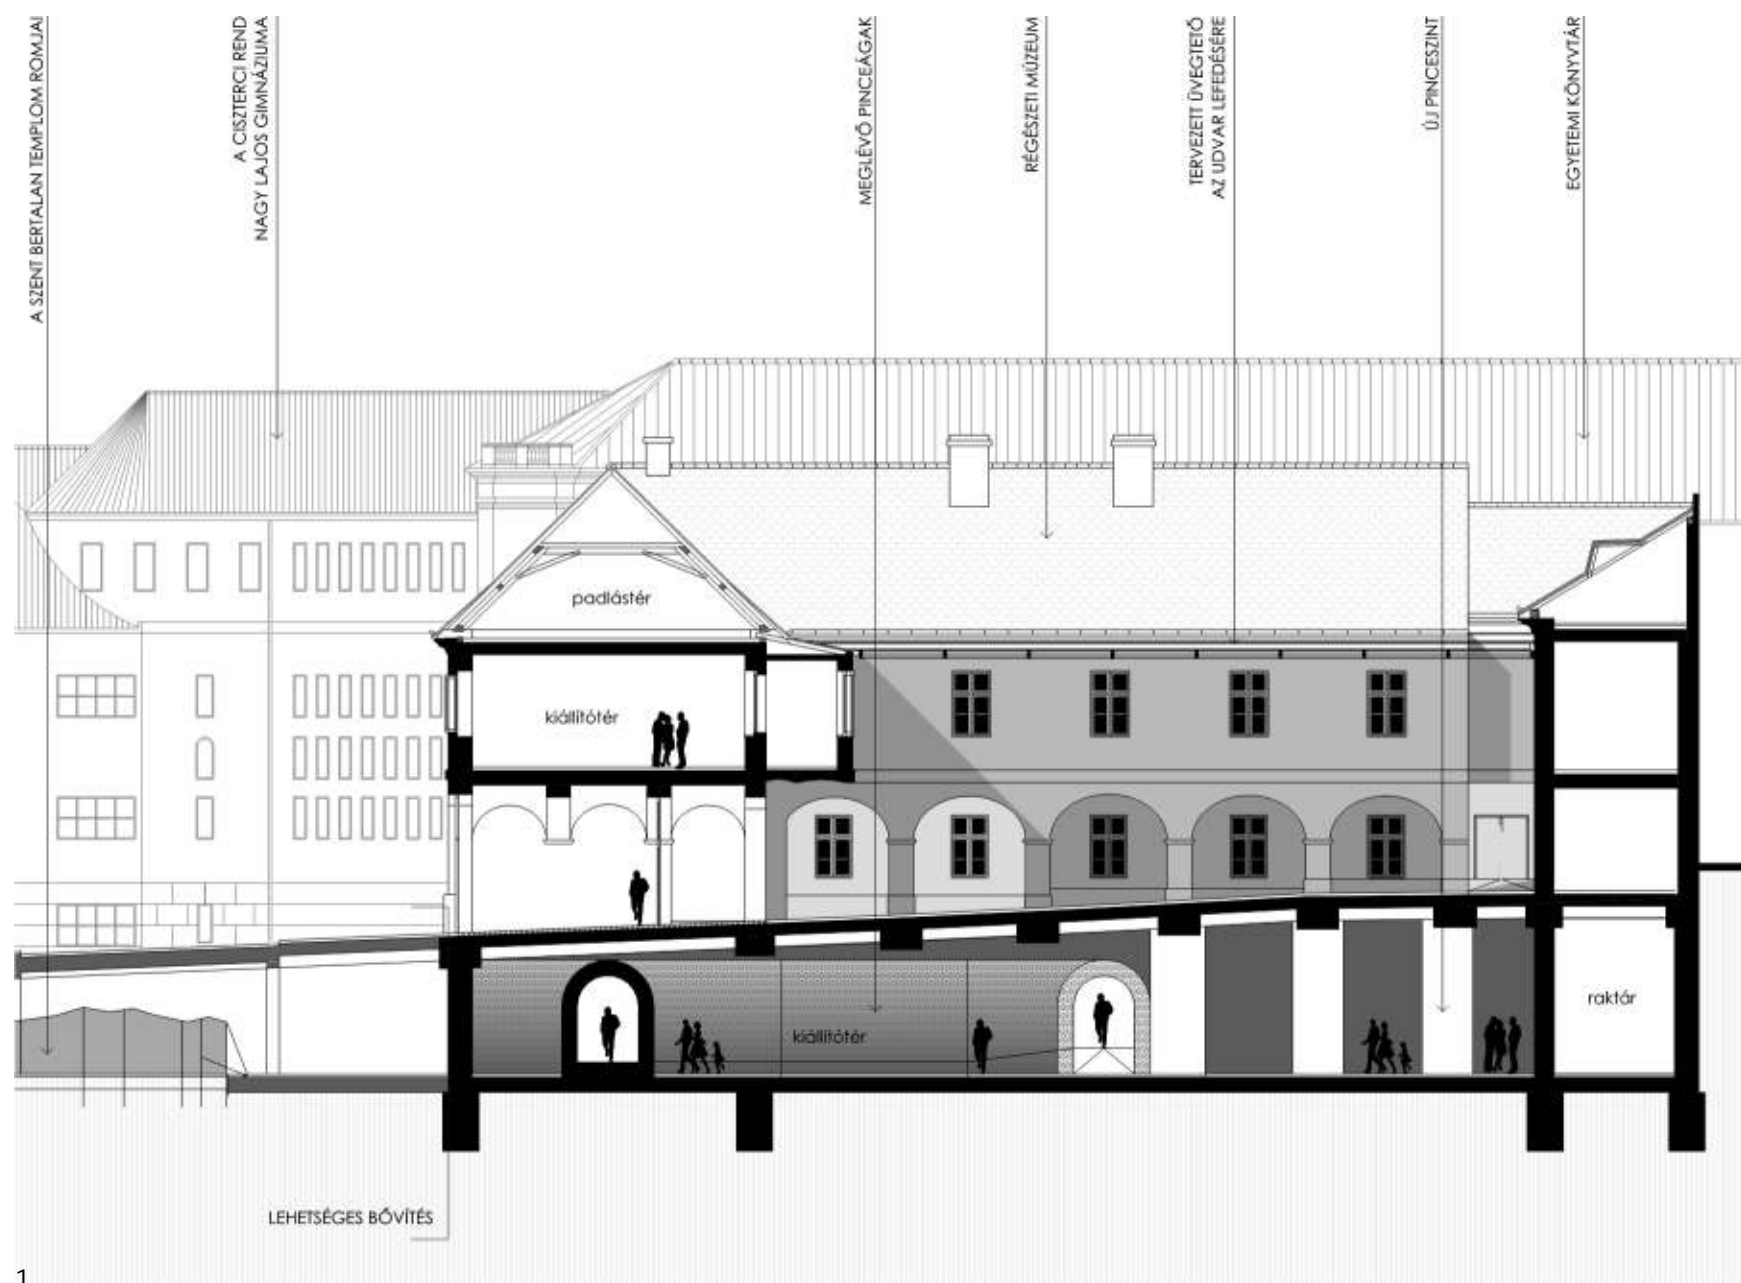 A SZENT BERTALAN TEMPLOM ROMJAI
A CISZTERCI REND
NAGY LAJOS GIMNÁZIUMA
MEGLÉVŐ PINCEÁGAK
RÉGÉSZETI MÚZEUM
TERVEZETT ÜVEGTETŐ
AZ UDVAR LEFEDÉSÉRE
ÚJ PINCESZINT
EGYETEMI KÖNYVTÁR
padlástér
kiállítótér
raktár
kiállítótér
LEHETSÉGES BŐVÍTÉS
1